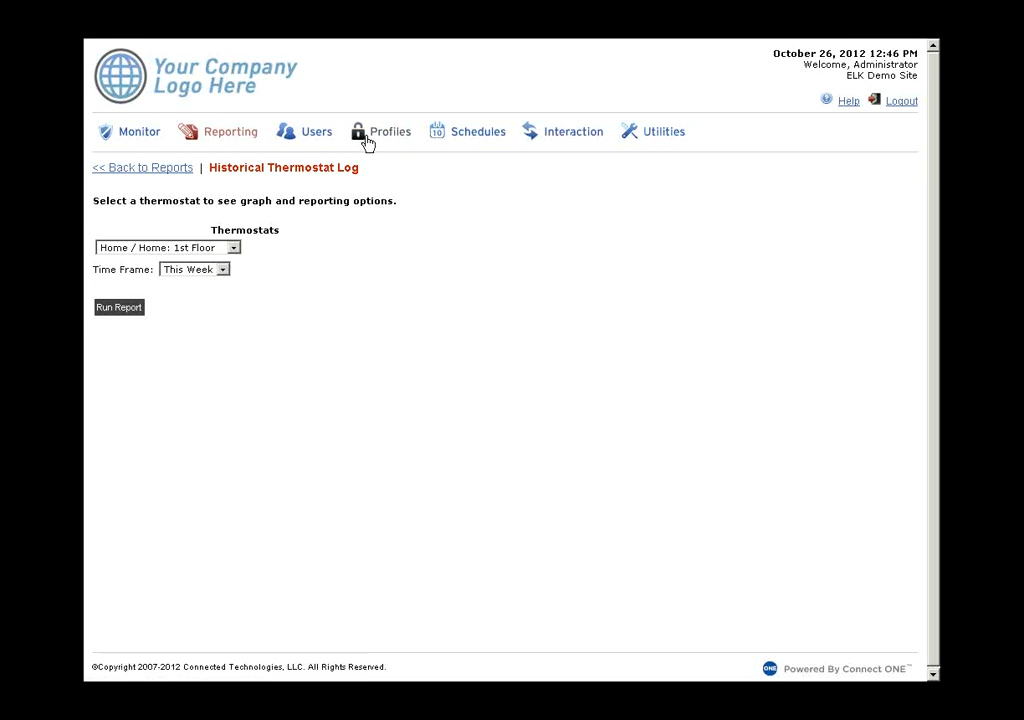 Your Company
Logo Here
October 26, 2012 12:46 PM
Welcome, Administrator
ELK Demo Site
Help Logout
Monitor Reporting Users Profiles 10 Schedules Interaction Utilities
<< Back to Reports | Historical Thermostat Log
Select a thermostat to see graph and reporting options.
Thermostats
Home / Home: 1st Floor
Time Frame: This Week
Run Report
©Copyright 2007-2012 Connected Technologies, LLC. All Rights Reserved.
ONE Powered By Connect ONE™